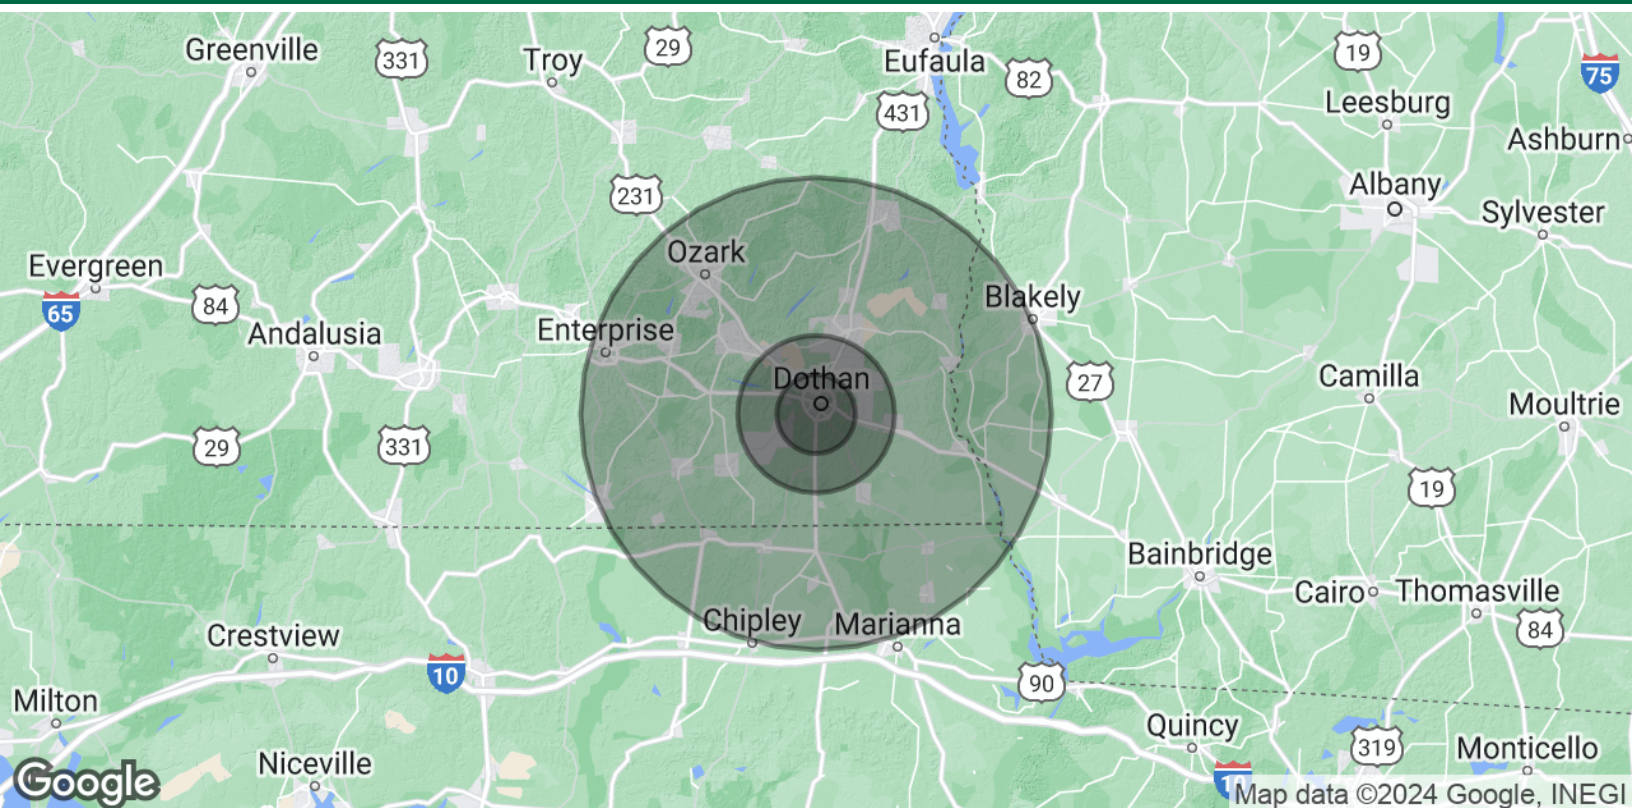 Greenville
331
Troy
29
Eufaula
82
19
75
Leesburg
431
Ashburn
Albany
231
Sylvester
Ozark
Evergreen
84
65
Blakely
Andalusia
Enterprise
Dothan
27
Camilla
Moultrie
29
331
19
Bainbridge
Cairo
Thomasville
Chipley
Marianna
84
Crestview
10
90
Milton
Quincy
319
Monticello
Niceville
Google
10
Map data ©2024 Google, INEGI